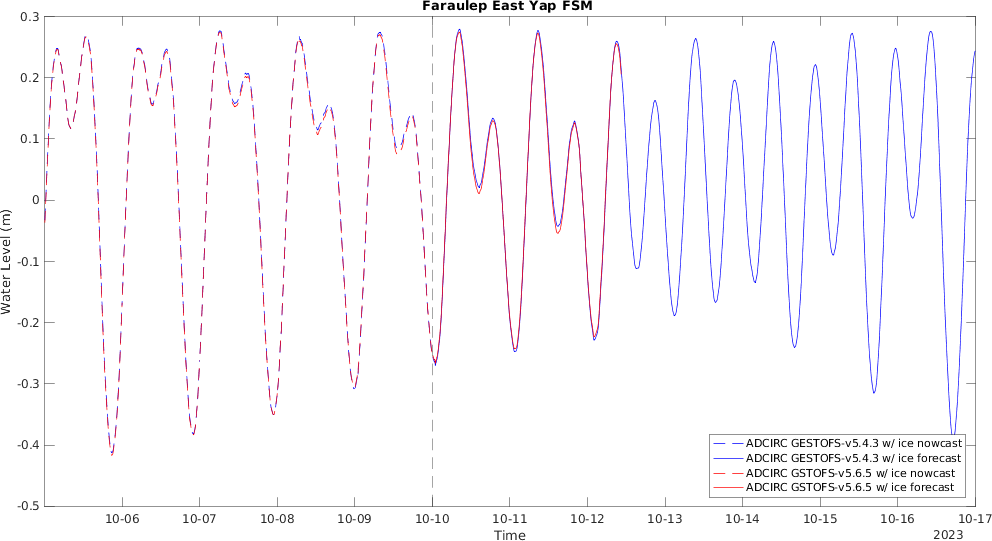 Faraulep East Yap FSM
0.3
0.2
0.1
0
-0.1
-0.2
-0.3
-0.4
-0.5
Water Level (m)
10-06 10-07 10-08 10-09 10-10 10-11 10-12 10-13 10-14 10-15 10-16 10-17
Time
2023
ADCIRC GESTOFS-v5.4.3 w/ ice nowcast
ADCIRC GESTOFS-v5.4.3 w/ ice forecast
ADCIRC GSTOFS-v5.6.5 w/ ice nowcast
ADCIRC GSTOFS-v5.6.5 w/ ice forecast